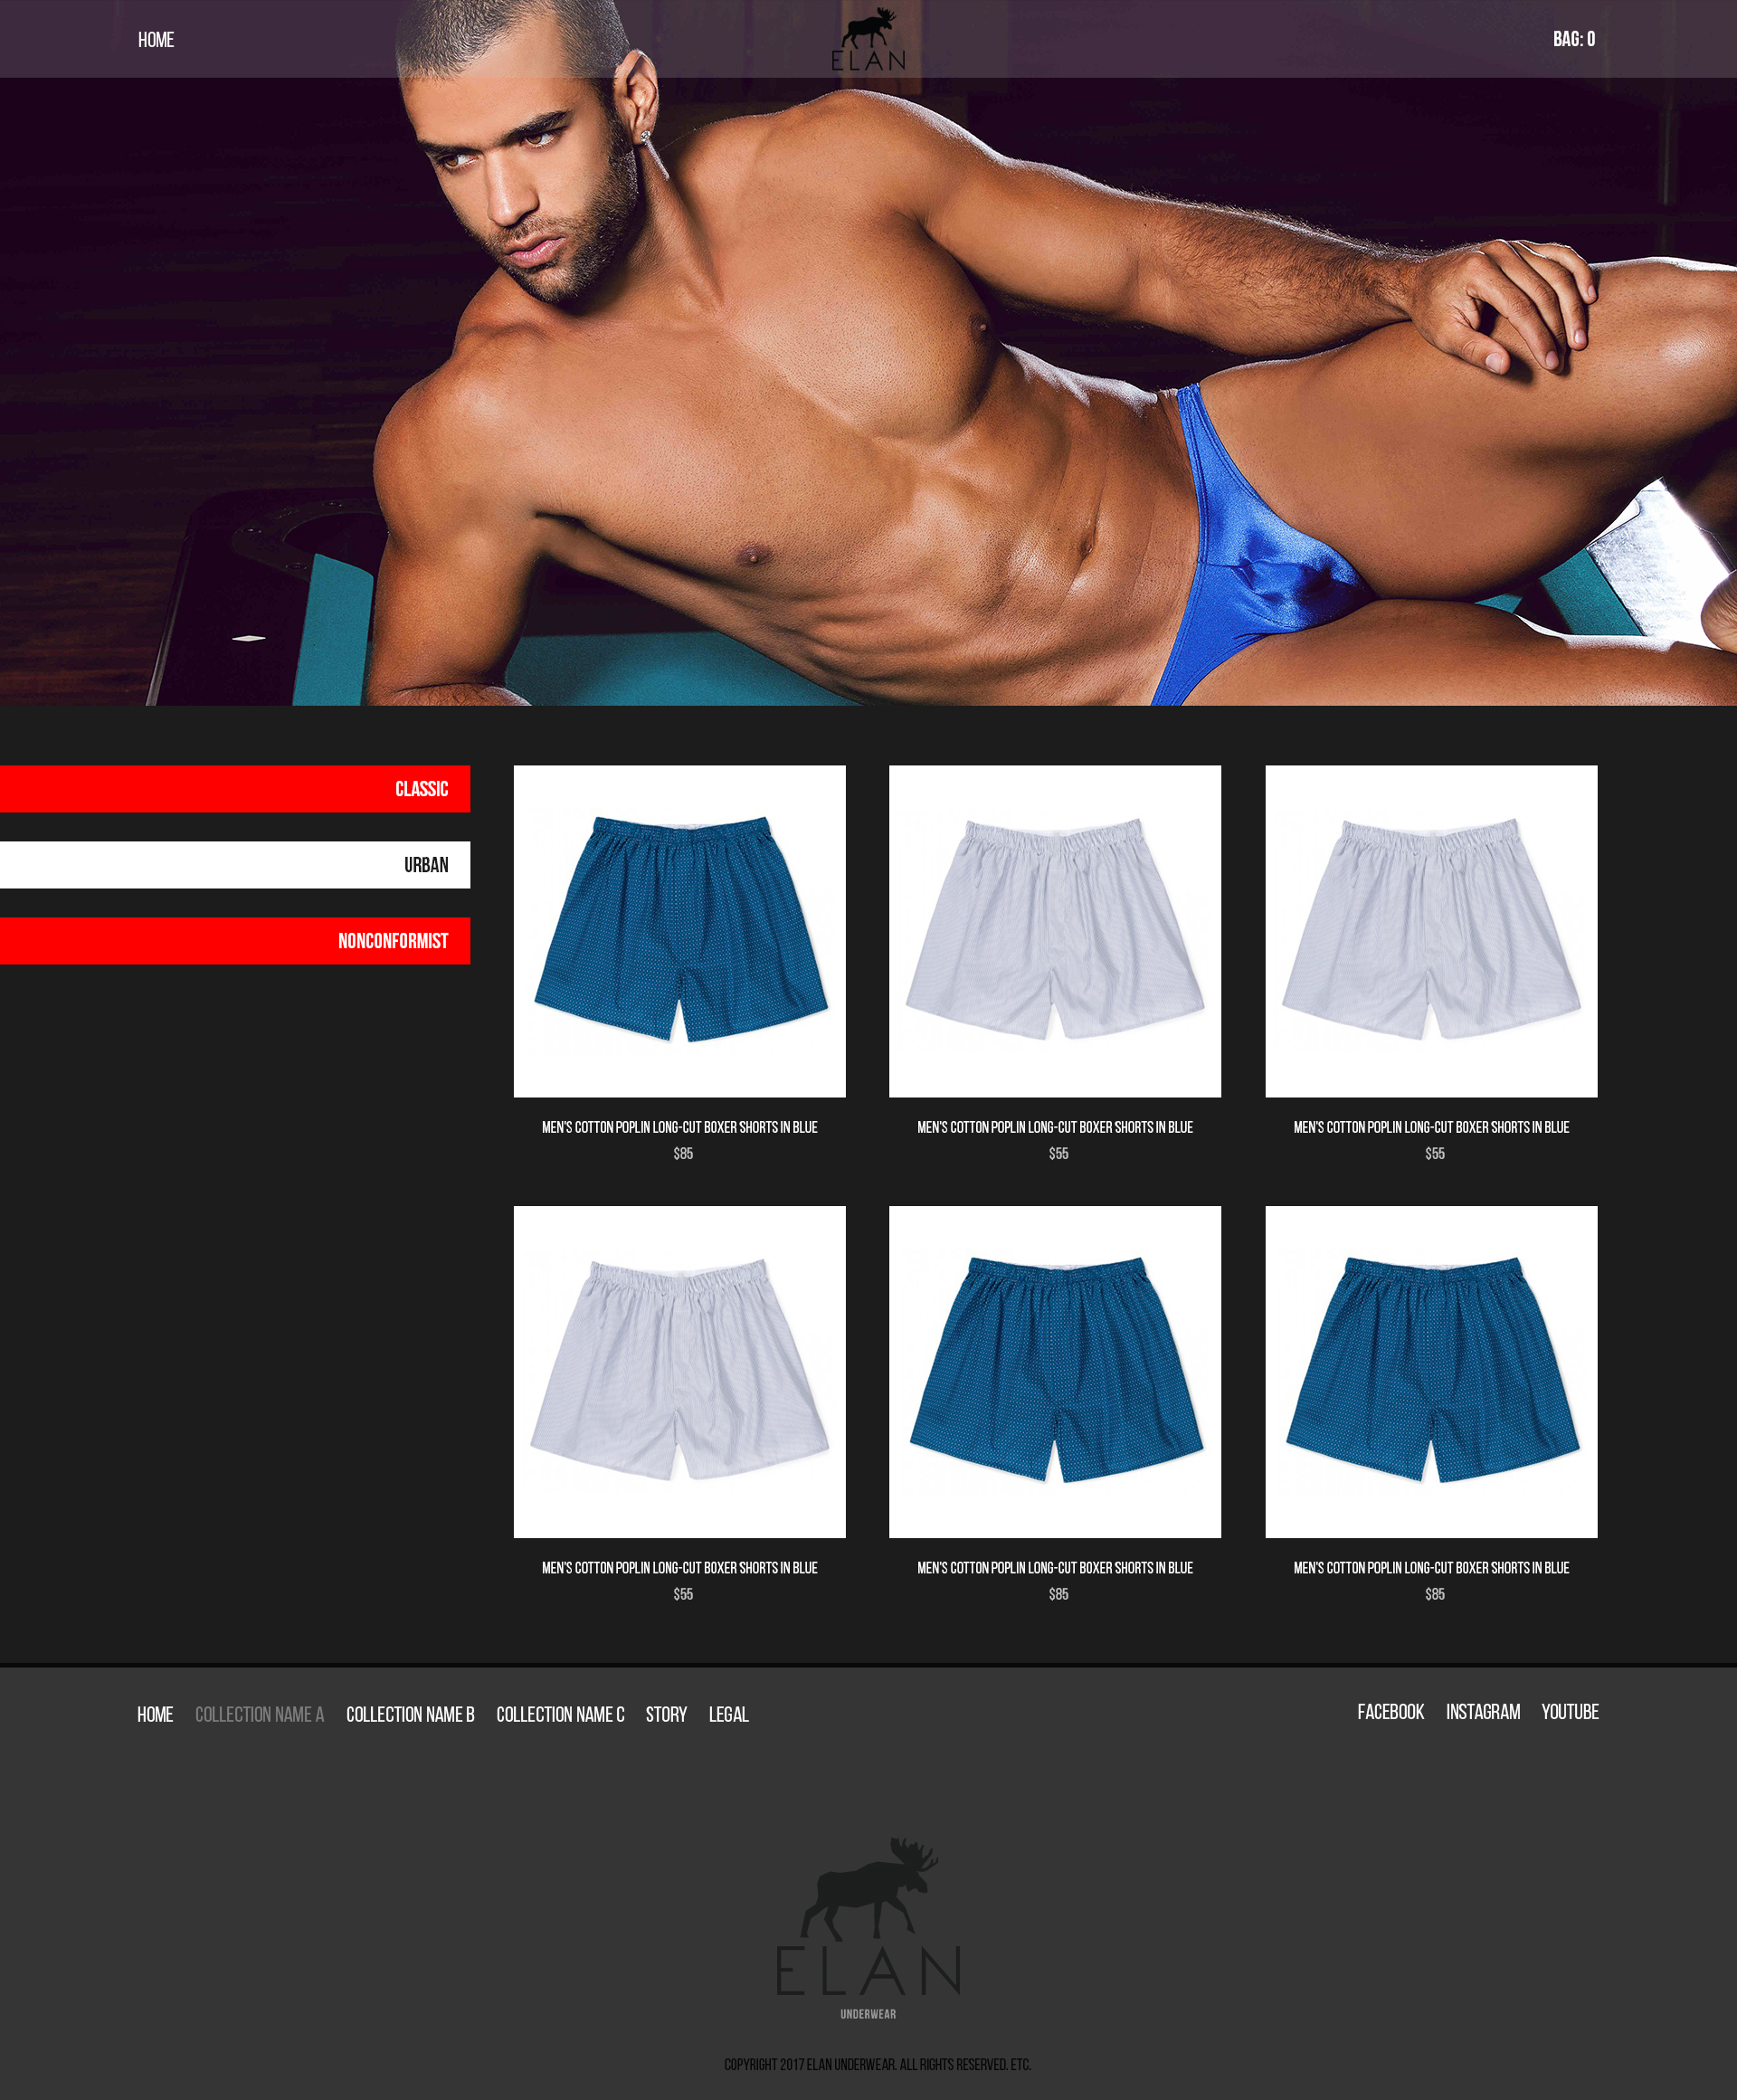 HOME
ELAN
BAG: 0
CLASSIC
URBAN
NONCONFORMIST
MEN'S COTTON POPLIN LONG-CUT BOXER SHORTS IN BLUE
$85
MEN'S COTTON POPLIN LONG-CUT BOXER SHORTS IN BLUE
$55
MEN'S COTTON POPLIN LONG-CUT BOXER SHORTS IN BLUE
$55
MEN'S COTTON POPLIN LONG-CUT BOXER SHORTS IN BLUE
$55
MEN'S COTTON POPLIN LONG-CUT BOXER SHORTS IN BLUE
$85
MEN'S COTTON POPLIN LONG-CUT BOXER SHORTS IN BLUE
$85
HOME COLLECTION NAME A COLLECTION NAME B COLLECTION NAME C STORY LEGAL
FACEBOOK INSTAGRAM YOUTUBE
ELAN
UNDERWEAR
COPYRIGHT 2017 ELAN UNDERWEAR. ALL RIGHTS RESERVED. ETC.